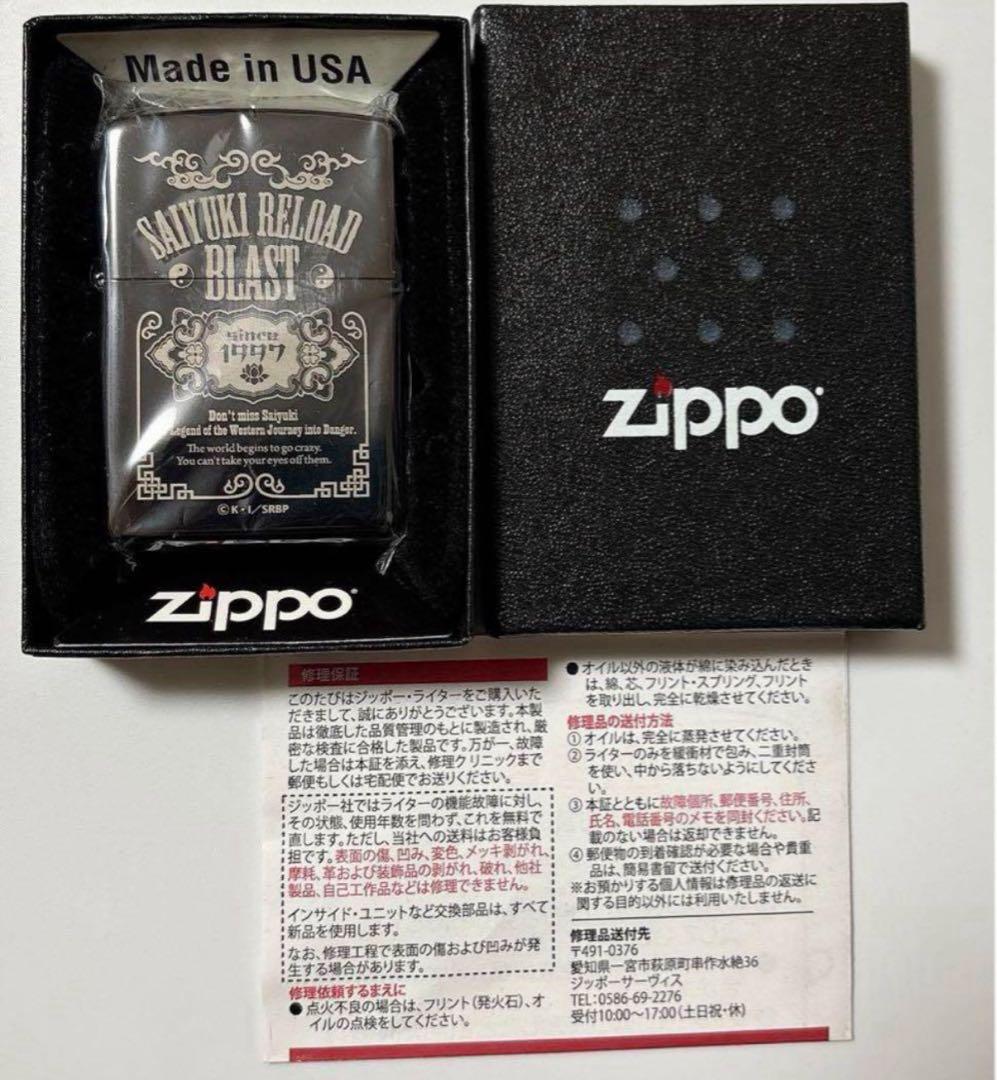 Made in USA
SAIYUKI RELOAD
BLAST
since
1997
Don't miss Saiyuki
Legend of the Western Journey into Danger.
The world begins to go crazy.
You can't take your eyes off them.
©K・I/SRBP
zippo
zippo
修理保証
このたびはジッポー・ライターをご購入いた
だきまして、誠にありがとうございます。本製
品は徹底した品質管理のもとに製造され、厳
密な検査に合格した製品です。万が一、故障
した場合は本証を添え、修理クリニックまで
郵便もしくは宅配便でお送りください。
ジッポー社ではライターの機能故障に対し、
その状態、使用年数を問わず、これを無料で
直します。ただし、当社への送料はお客様負
担です。表面の傷、凹み、変色、メッキ剥がれ、
摩耗、革および装飾品の剥がれ、破れ、他社
製品、自己工作品などは修理できません。
インサイド・ユニットなど交換部品は、すべて
新品を使用します。
なお、修理工程で表面の傷および凹みが発
生する場合があります。
修理依頼するまえに
●点火不良の場合は、フリント(発火石)、オ
イルの点検をしてください。
●オイル以外の液体が綿に染み込んだとき
は、綿、芯、フリント・スプリング、フリント
を取り出し、完全に乾燥させてください。
修理品の送付方法
①オイルは、完全に蒸発させてください。
②ライターのみを緩衝材で包み、二重封筒
を使い、中から落ちないようにしてくださ
い。
③本証とともに故障個所、郵便番号、住所、
氏名、電話番号のメモを同封ください。記
載のない場合は返却できません。
④郵便物の到着確認が必要な場合や貴重
品は、簡易書留で送付ください。
※お預かりする個人情報は修理品の返送に
関する目的以外には利用いたしません。
修理品送付先
〒491-0376
愛知県一宮市萩原町串作水絶36
ジッポーサーヴィス
TEL:0586-69-2276
受付10:00～17:00(土日祝・休)